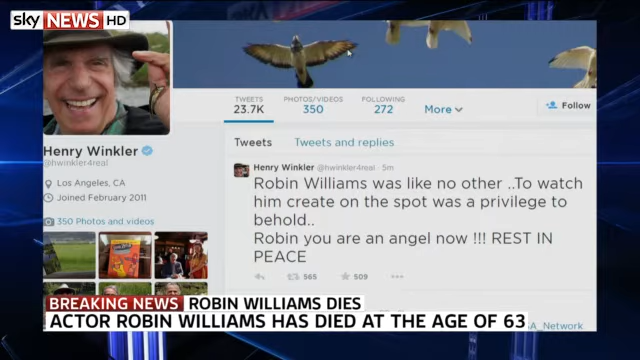 sky NEWS HD
TWEETS
23.7K
PHOTOS/VIDEOS
350
FOLLOWING
272
More
Follow
Henry Winkler
@hwinkler4real
Los Angeles, CA
Joined February 2011
350 Photos and videos
Tweets
Tweets and replies
Henry Winkler @hwinkler4real · 5m
Robin Williams was like no other ..To watch
him create on the spot was a privilege to
behold..
Robin you are an angel now !!! REST IN
PEACE
565
509
BREAKING NEWS ROBIN WILLIAMS DIES
ACTOR ROBIN WILLIAMS HAS DIED AT THE AGE OF 63